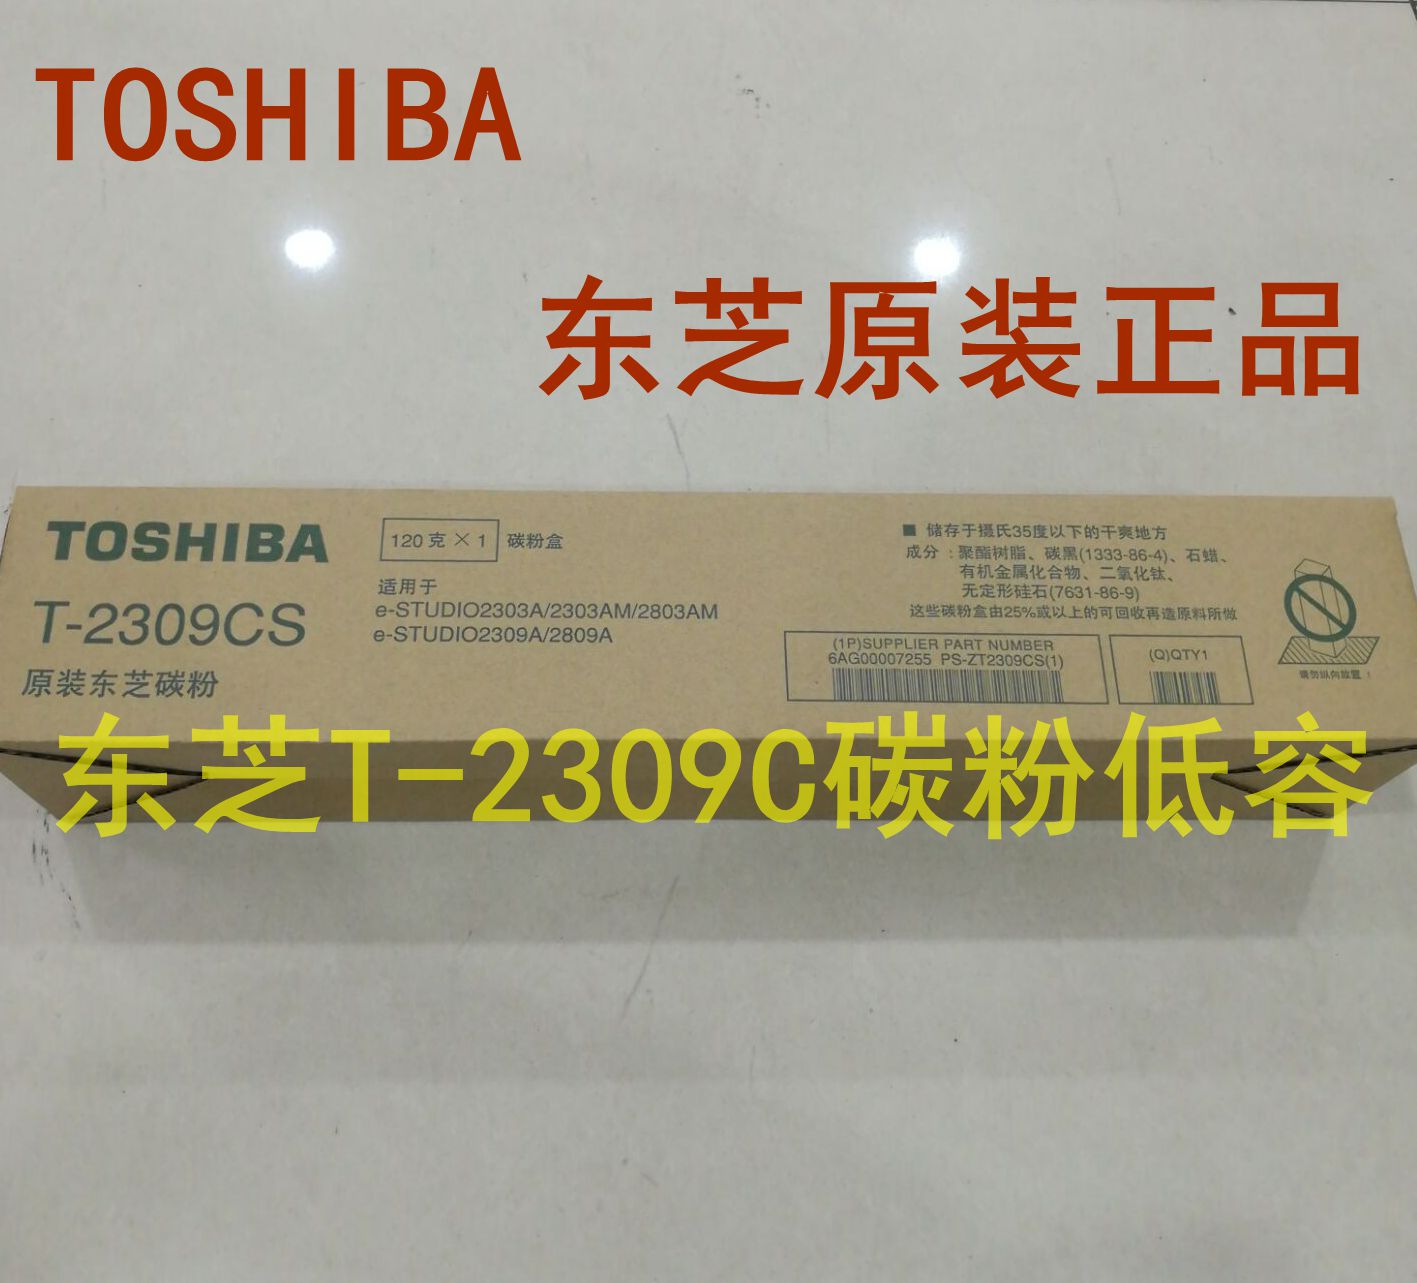 TOSHIBA
东芝原装正品
TOSHIBA
T-2309CS
原装东芝碳粉
120克×1 碳粉盒
适用于
e-STUDIO2303A/2303AM/2803AM
e-STUDIO2309A/2809A
■ 储存于摄氏35度以下的干爽地方
成分:聚酯树脂、碳黑(1333-86-4)、石蜡、
有机金属化合物、二氧化钛、
无定形硅石(7631-86-9)
这些碳粉盒由25%或以上的可回收再造原料所做
(1P)SUPPLIER PART NUMBER
6AG00007255 PS-ZT2309CS(1)
(Q)QTY1
请勿纵向放置!
东芝T-2309C碳粉低容